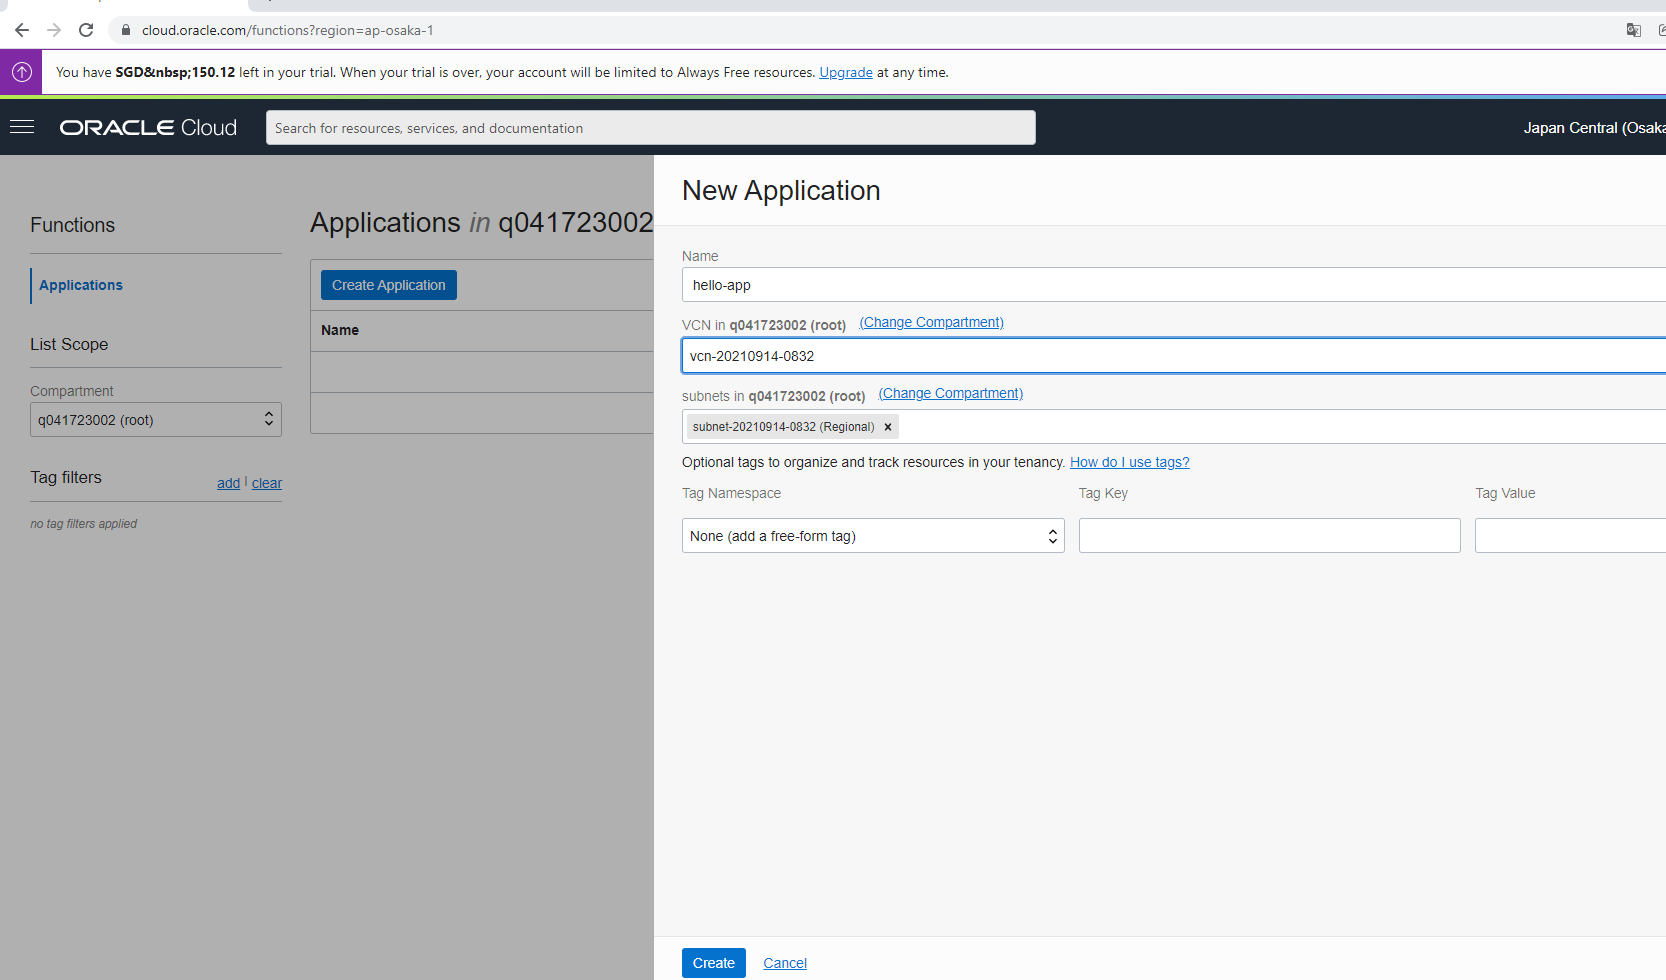 cloud.oracle.com/functions?region=ap-osaka-1
You have SGD&nbsp;150.12 left in your trial. When your trial is over, your account will be limited to Always Free resources. Upgrade at any time.
ORACLE Cloud
Search for resources, services, and documentation
Japan Central (Osaka
Functions
Applications
List Scope
Compartment
q041723002 (root)
Tag filters
add | clear
no tag filters applied
Applications in q041723002
Create Application
Name
New Application
Name
hello-app
VCN in q041723002 (root) (Change Compartment)
vcn-20210914-0832
subnets in q041723002 (root) (Change Compartment)
subnet-20210914-0832 (Regional) ×
Optional tags to organize and track resources in your tenancy. How do I use tags?
Tag Namespace Tag Key Tag Value
None (add a free-form tag)
Create Cancel